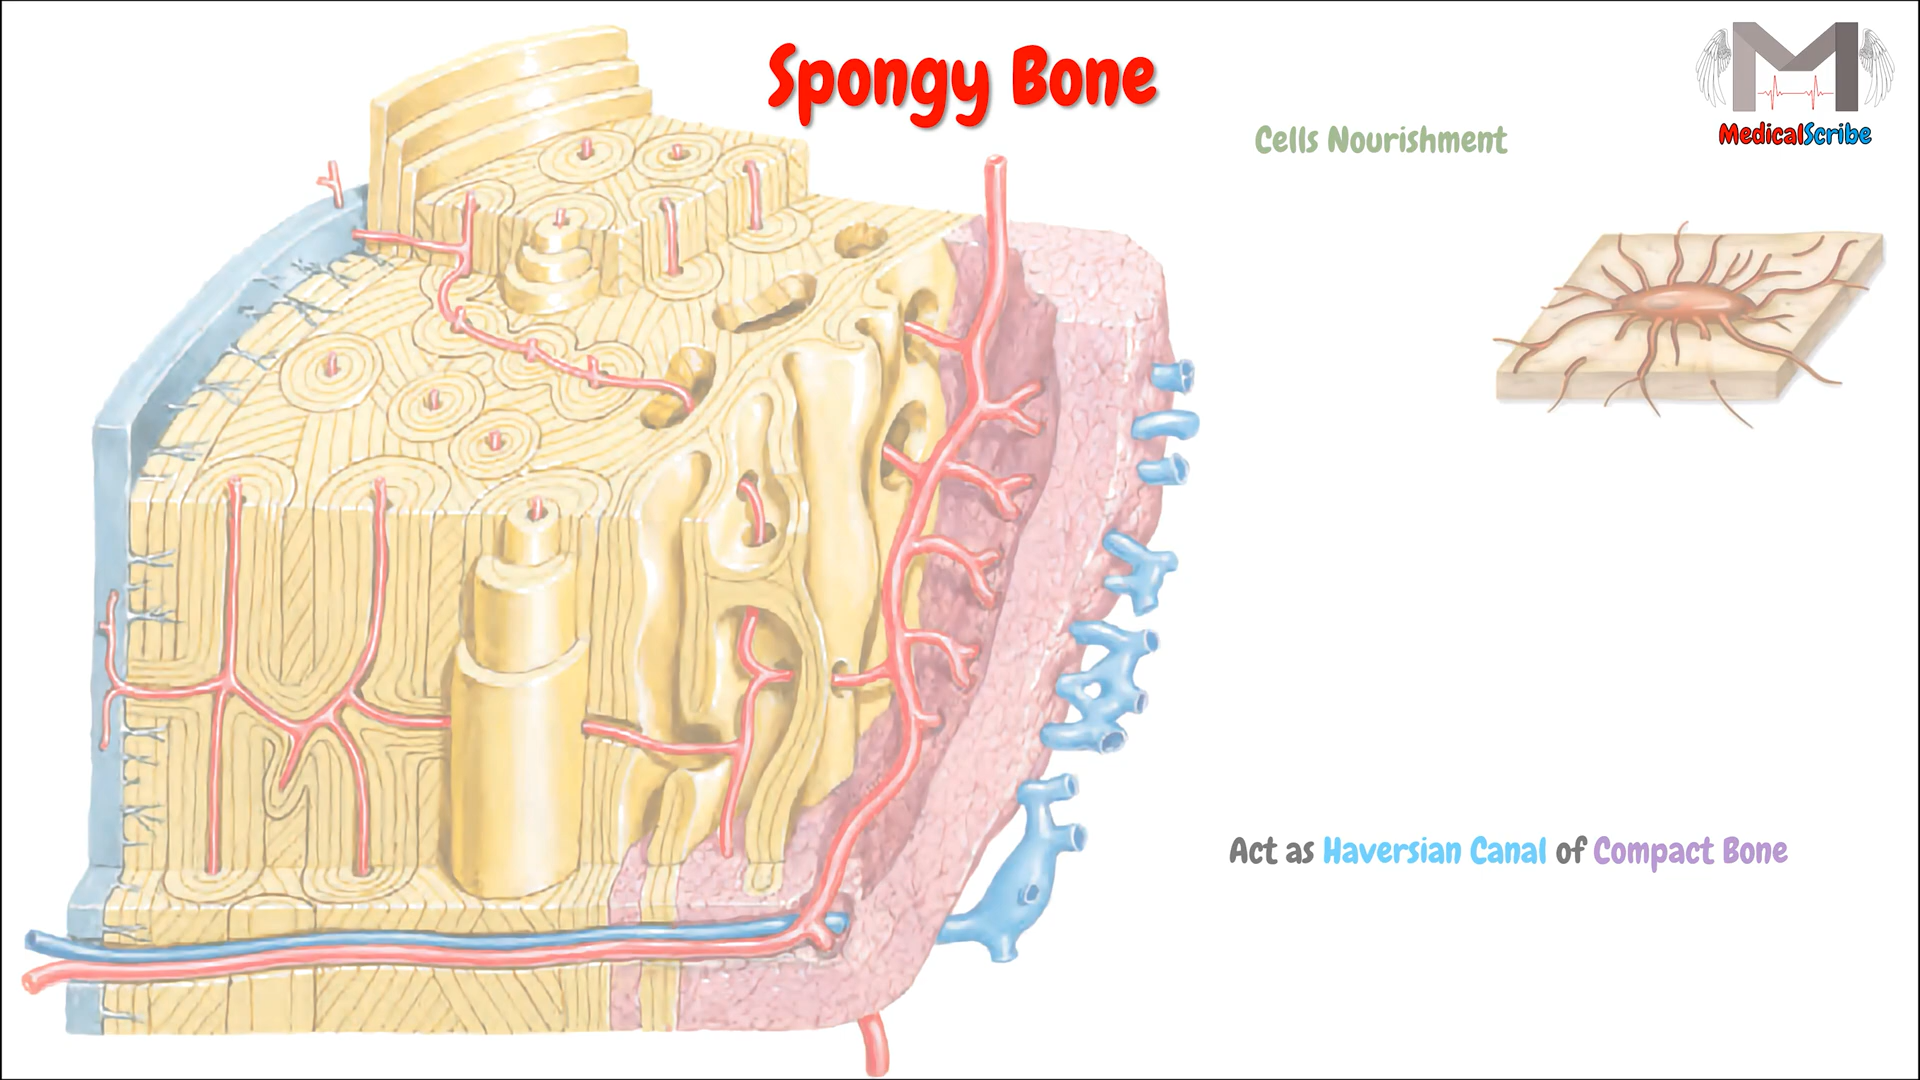 Spongy Bone
MedicalScribe
Cells Nourishment
Act as Haversian Canal of Compact Bone